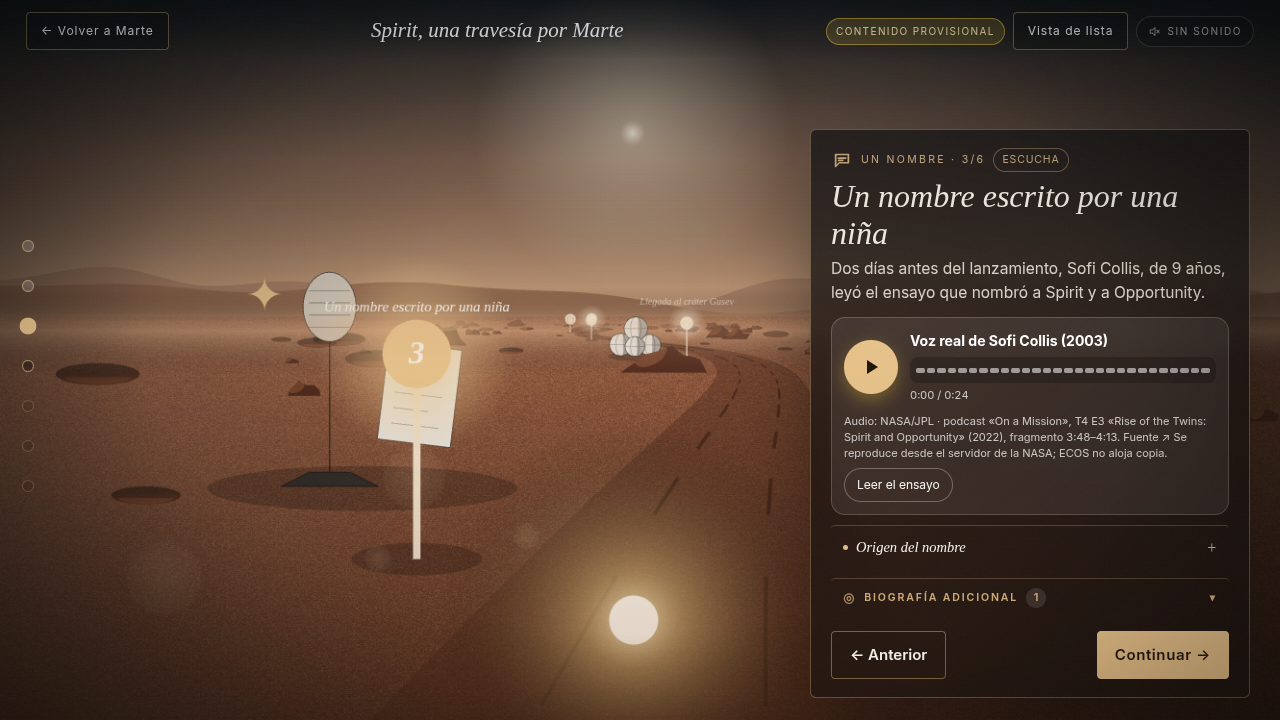 ← Volver a Marte
Spirit, una travesía por Marte
CONTENIDO PROVISIONAL
Vista de lista
SIN SONIDO
Un nombre escrito por una niña
Llegada al cráter Gusev
3
UN NOMBRE · 3/6
ESCUCHA
Un nombre escrito por una
niña
Dos días antes del lanzamiento, Sofi Collis, de 9 años,
leyó el ensayo que nombró a Spirit y a Opportunity.
Voz real de Sofi Collis (2003)
0:00 / 0:24
Audio: NASA/JPL · podcast «On a Mission», T4 E3 «Rise of the Twins:
Spirit and Opportunity» (2022), fragmento 3:48–4:13. Fuente ↗ Se
reproduce desde el servidor de la NASA; ECOS no aloja copia.
Leer el ensayo
Origen del nombre +
BIOGRAFÍA ADICIONAL 1 ▾
← Anterior
Continuar →